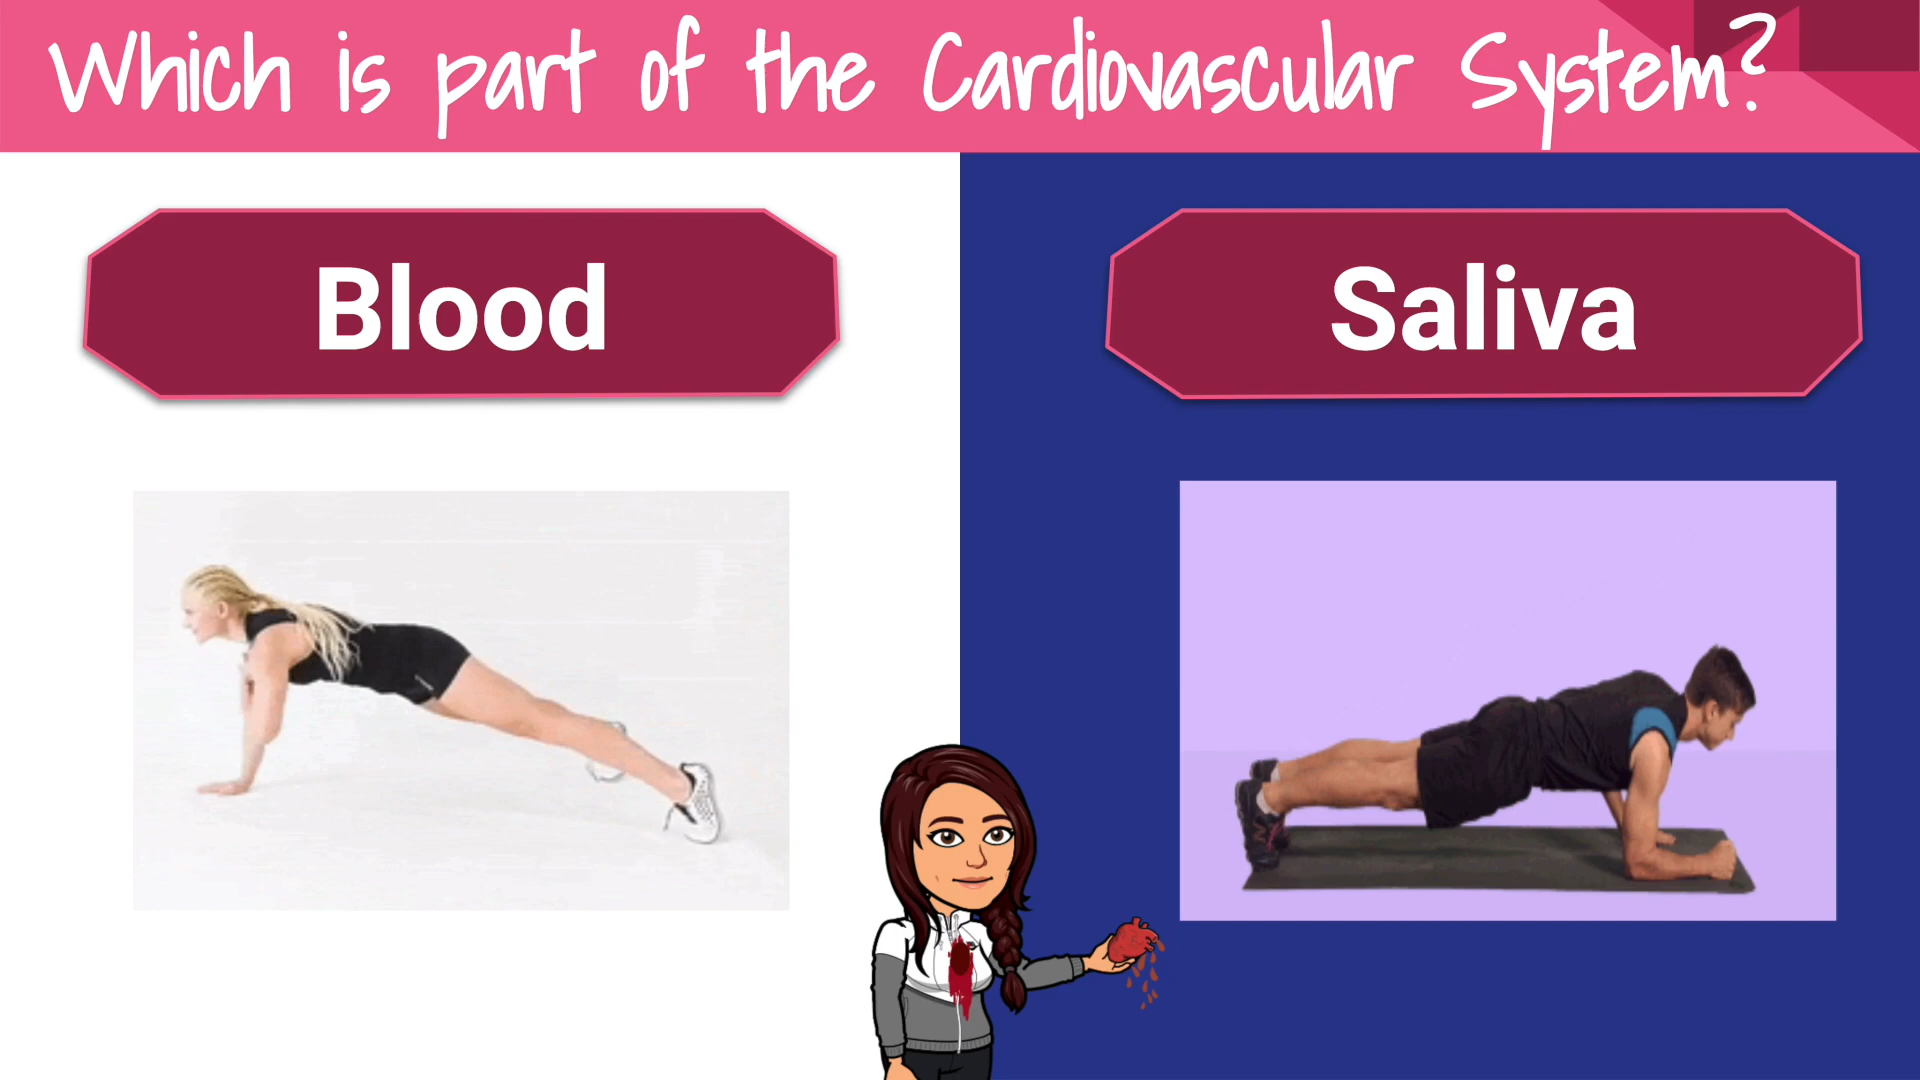 Which is part of the Cardiovascular System?
Blood
Saliva